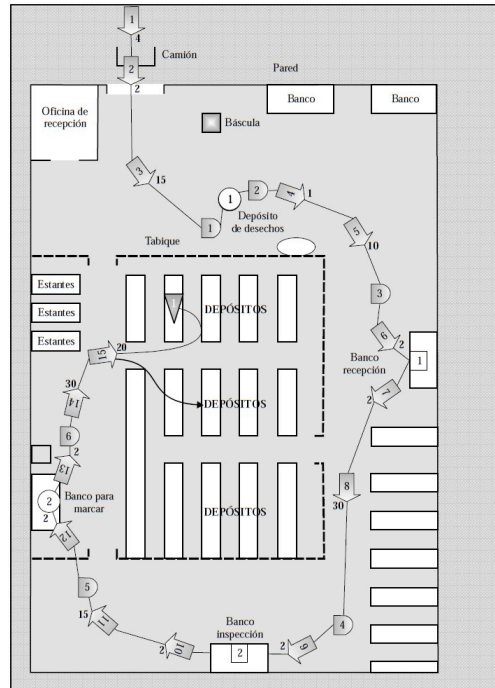 1
4
Camión
2
2
Pared
Oficina de
recepción
Báscula
Banco
Banco
3
15
1
1
2
4
1
Depósito
de desechos
Tabique
5
10
3
6
2
Banco
recepción
1
7
2
Estantes
Estantes
Estantes
1
DEPÓSITOS
15
20
DEPÓSITOS
14
30
6
2
13
Banco para
marcar
2
2
12
DEPÓSITOS
8
30
5
15
11
Banco
inspección
2
10
2
2
9
4